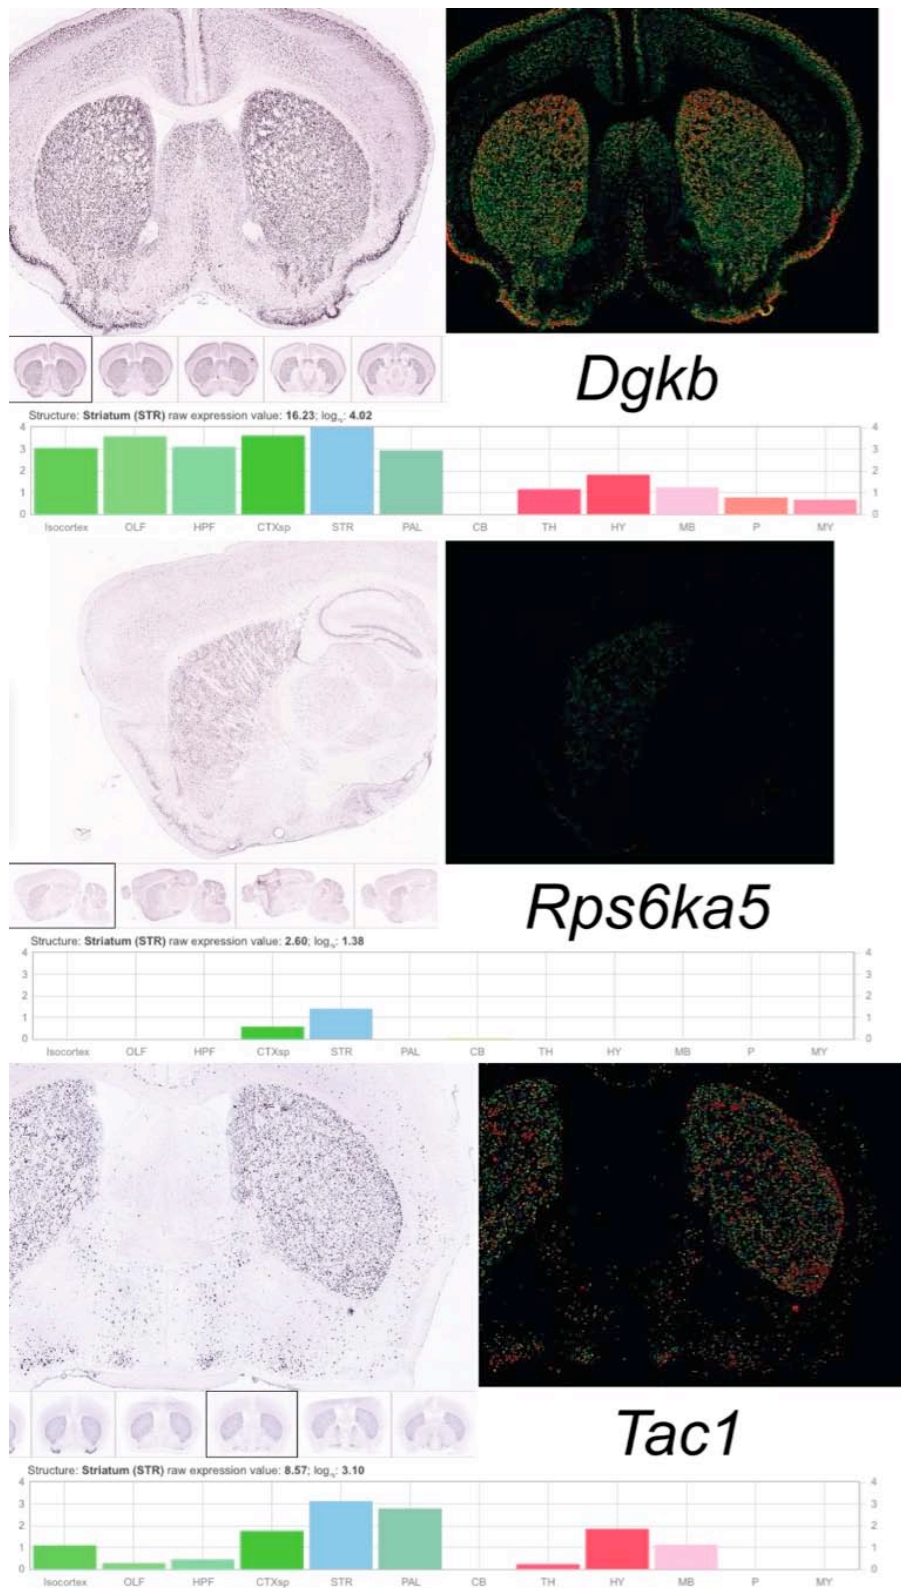 Dgkb
Structure: Striatum (STR) raw expression value: 16.23; log₂: 4.02
4 4
3 3
2 2
1 1
0 0
Isocortex OLF HPF CTXsp STR PAL CB TH HY MB P MY
Rps6ka5
Structure: Striatum (STR) raw expression value: 2.60; log₂: 1.38
4 4
3 3
2 2
1 1
0 0
Isocortex OLF HPF CTXsp STR PAL CB TH HY MB P MY
Tac1
Structure: Striatum (STR) raw expression value: 8.57; log₂: 3.10
4 4
3 3
2 2
1 1
0 0
Isocortex OLF HPF CTXsp STR PAL CB TH HY MB P MY